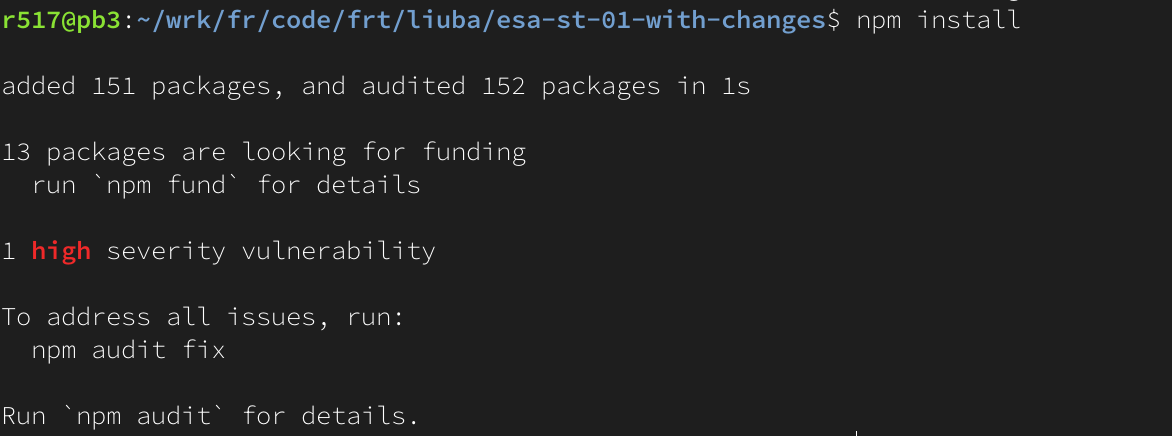 r517@pb3:~/wrk/fr/code/frt/liuba/esa-st-01-with-changes$ npm install
added 151 packages, and audited 152 packages in 1s
13 packages are looking for funding
  run `npm fund` for details
1 high severity vulnerability
To address all issues, run:
  npm audit fix
Run `npm audit` for details.